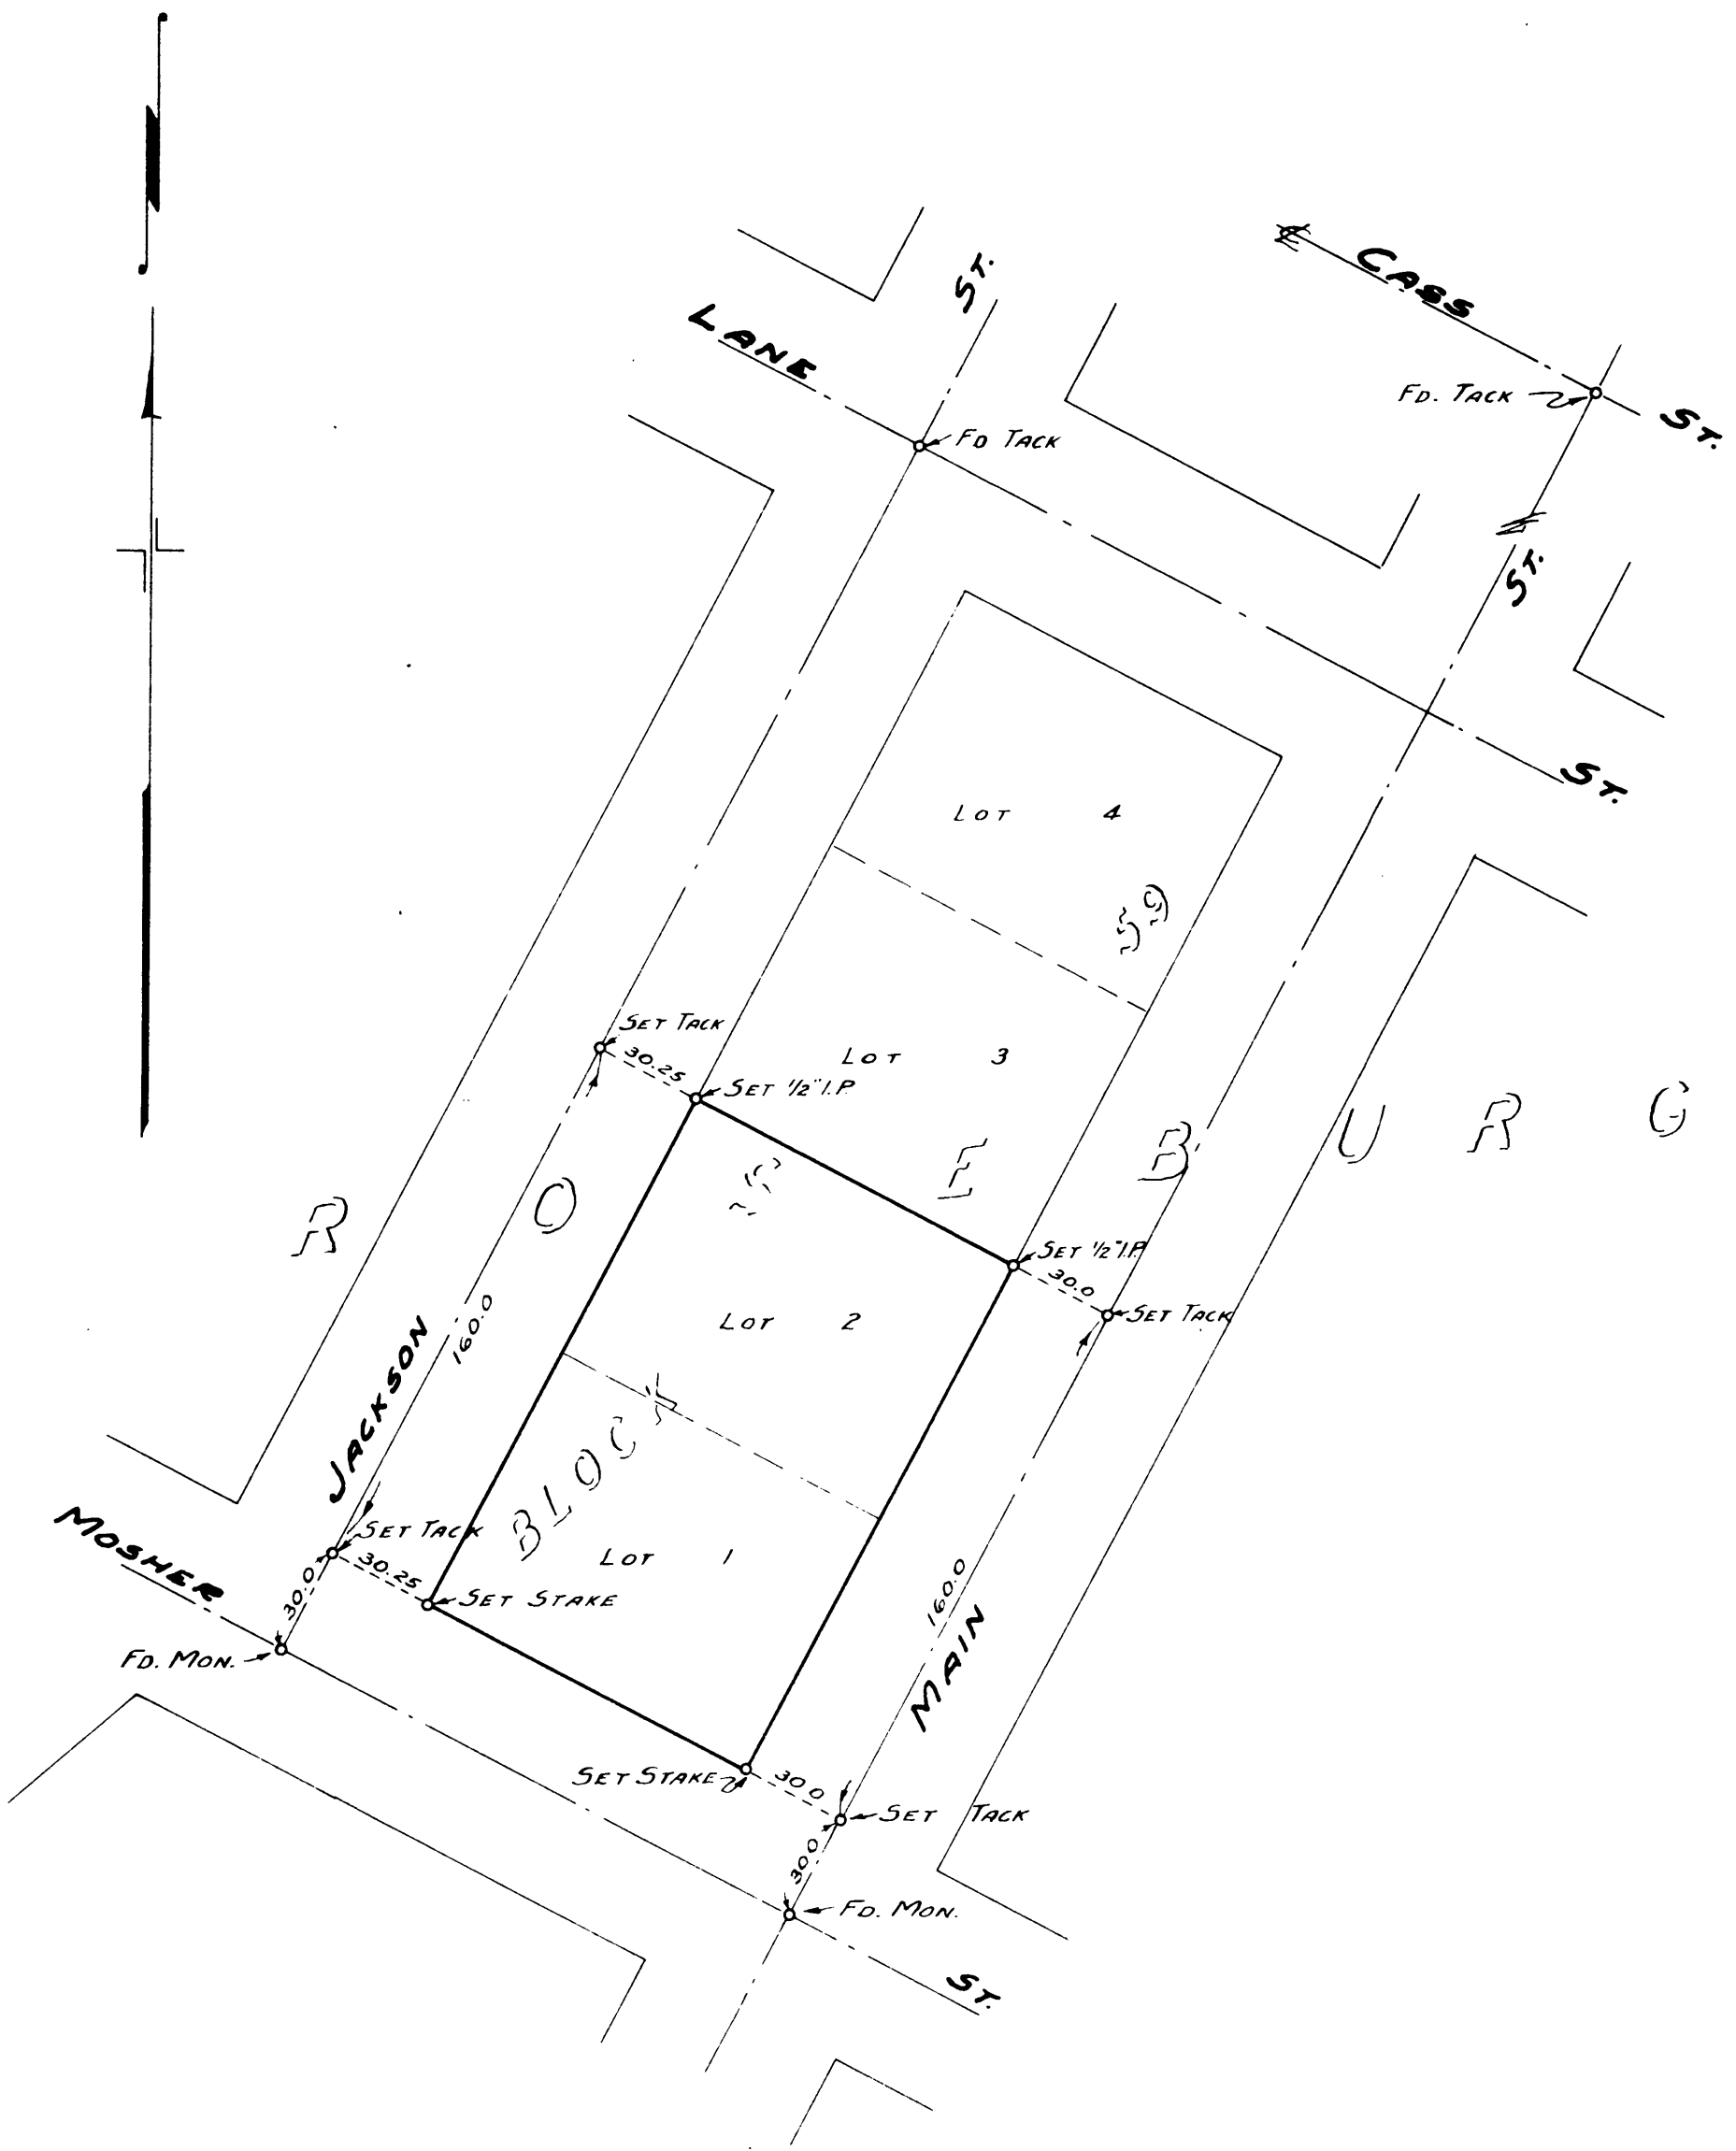 CASS ST.
LANE ST.
ST.
FD. TACK
FD TACK
ST.
LOT 4
59
SET TACK
30.25
LOT 3
SET 1/2" I.P.
ROSEBURG
SET 1/2" I.P.
30.0
SET TACK
LOT 2
160.0
JACKSON
BLOCK
MOSHER ST.
SET TACK
30.25
30.0
LOT 1
SET STAKE
FD. MON.
160.0
MAIN
SET STAKE
30.0
SET TACK
30.0
FD. MON.